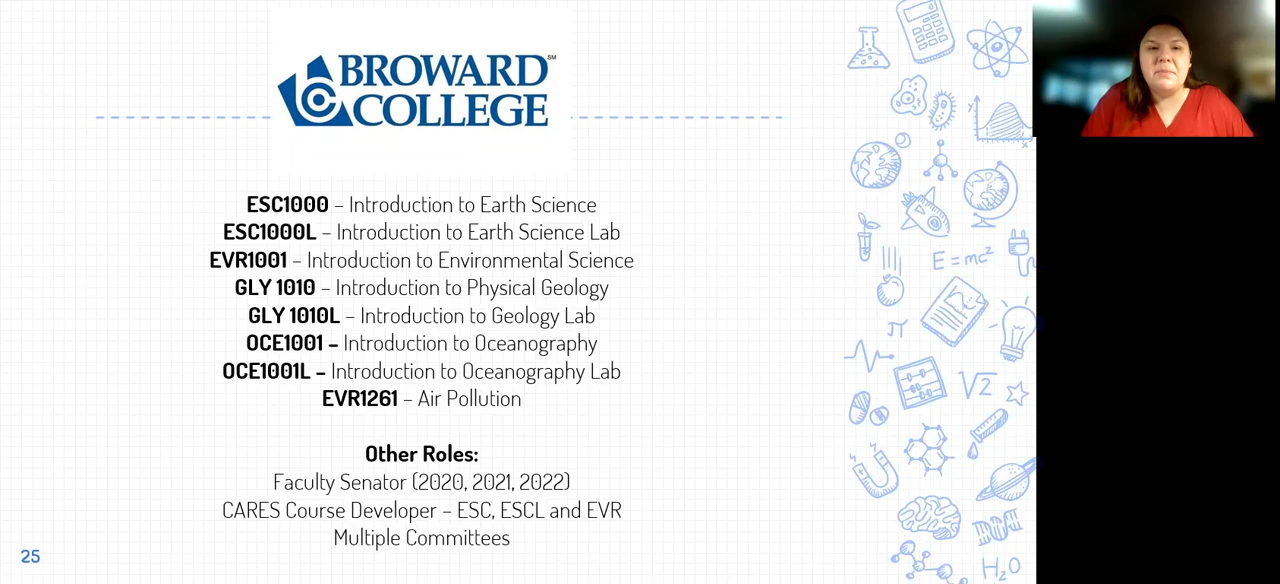 BROWARD℠
COLLEGE
ESC1000 – Introduction to Earth Science
ESC1000L – Introduction to Earth Science Lab
EVR1001 – Introduction to Environmental Science
GLY 1010 – Introduction to Physical Geology
GLY 1010L – Introduction to Geology Lab
OCE1001 – Introduction to Oceanography
OCE1001L – Introduction to Oceanography Lab
EVR1261 – Air Pollution
Other Roles:
Faculty Senator (2020, 2021, 2022)
CARES Course Developer – ESC, ESCL and EVR
Multiple Committees
25
y
x
E=mc²
π
√2
H₂O